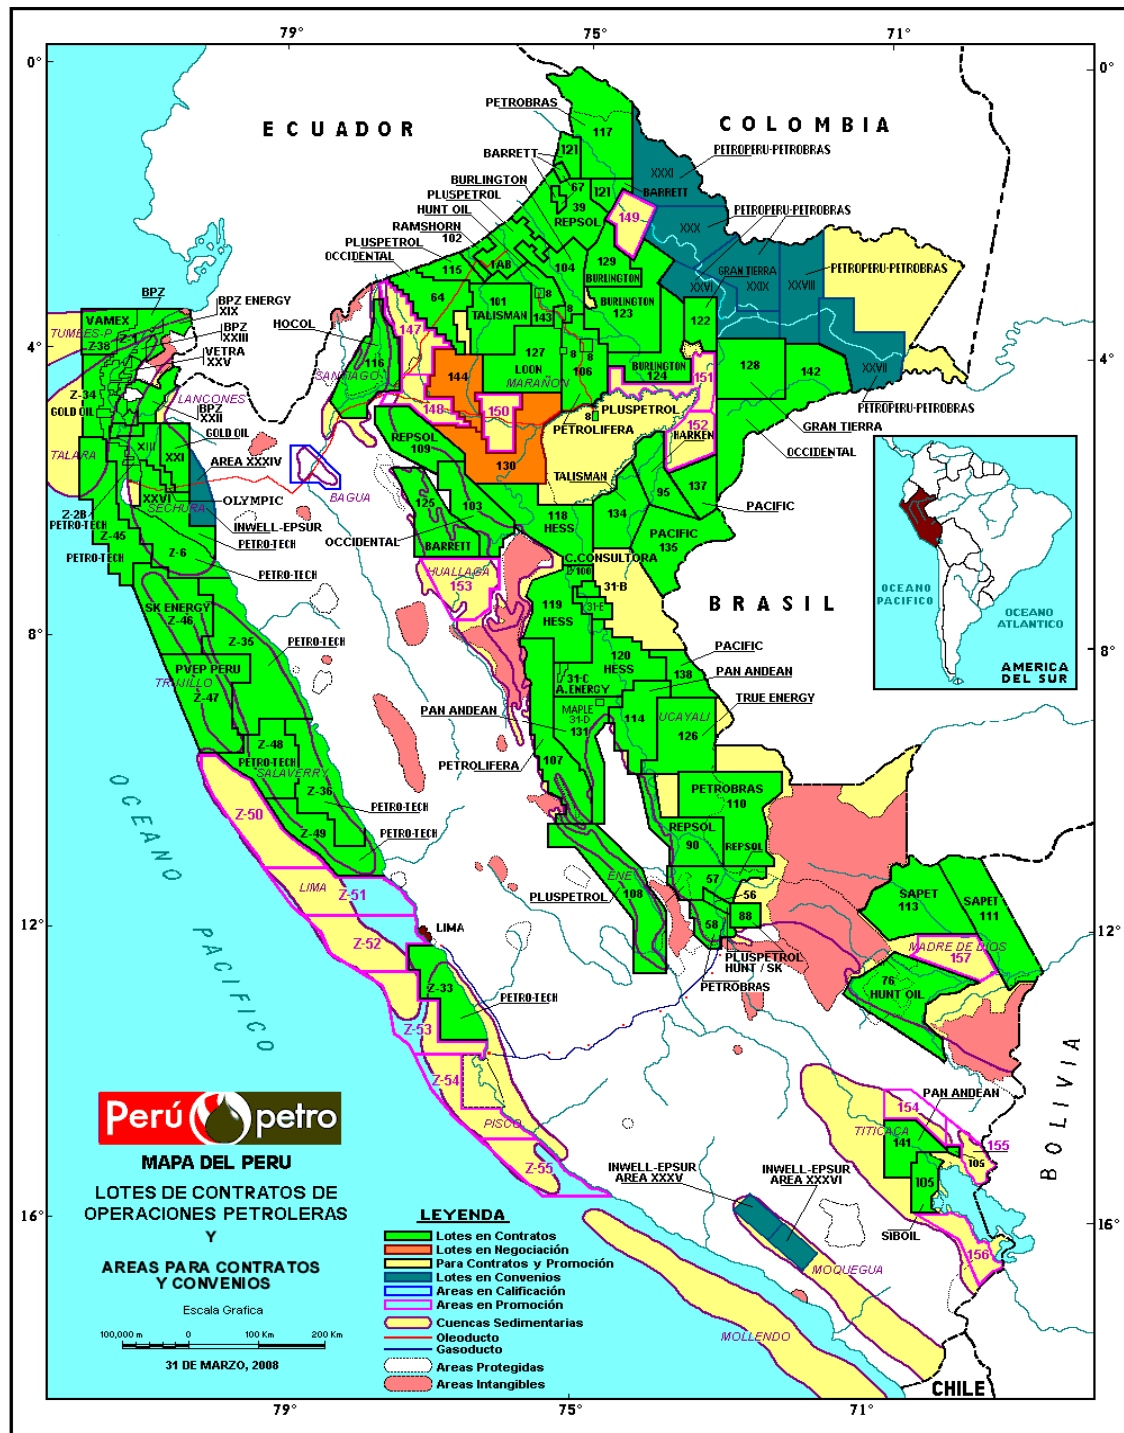 79°
75°
71°
0°
0°
ECUADOR
COLOMBIA
PETROBRAS
117
BARRETT
121
BURLINGTON
67
121
BARRETT
XXXI
PETROPERU-PETROBRAS
PLUSPETROL
39
REPSOL
149
HUNT OIL
RAMSHORN
102
PLUSPETROL
OCCIDENTAL
XXX
PETROPERU-PETROBRAS
115
1AB
104
129
BURLINGTON
GRAN TIERRA
XXVI
XXIX
XXVIII
PETROPERU-PETROBRAS
BPZ
BPZ ENERGY
XIX
64
101
TALISMAN
8
143
8
BURLINGTON
123
122
VAMEX
Z-38
Z-1
BPZ
XXIII
TUMBES-P
HOCOL
147
VETRA
XXV
4°
4°
116
SANTIAGO
144
127
LOON
MARAÑON
8
8
106
BURLINGTON
124
151
128
142
XXVII
Z-34
LANCONES
GOLD OIL
BPZ
XXII
GOLD OIL
148
150
PLUSPETROL
8
PETROLIFERA
152
HARKEN
PETROPERU-PETROBRAS
GRAN TIERRA
REPSOL
109
OCCIDENTAL
TALARA
XIII
XXI
AREA XXXIV
130
TALISMAN
XXVI
OLYMPIC
SECHURA
BAGUA
95
137
PACIFIC
125
103
Z-2B
PETRO-TECH
INWELL-EPSUR
118
HESS
134
Z-45
PETRO-TECH
OCCIDENTAL
BARRETT
PACIFIC
135
PETRO-TECH
Z-6
PETRO-TECH
HUALLAGA
153
C.CONSULTORA
100
31-B
119
HESS
31-E
BRASIL
SK ENERGY
Z-46
Z-35
PETRO-TECH
8°
8°
120
HESS
PACIFIC
138
PAN ANDEAN
PVEP PERU
TRUJILLO
Z-47
31-C
A.ENERGY
PAN ANDEAN
MAPLE
31-D
131
114
UCAYALI
126
TRUE ENERGY
Z-48
PETRO-TECH
SALAVERRY
PETROLIFERA
107
Z-36
PETRO-TECH
PETROBRAS
110
Z-50
Z-49
PETRO-TECH
REPSOL
90
REPSOL
LIMA
Z-51
ENE
108
PLUSPETROL
57
56
SAPET
113
SAPET
111
58
88
12°
12°
LIMA
Z-52
MADRE DE DIOS
157
PLUSPETROL
HUNT / SK
PETROBRAS
76
HUNT OIL
Z-33
PETRO-TECH
Z-53
Z-54
PISCO
Z-55
OCEANO PACIFICO
BOLIVIA
154
PAN ANDEAN
TITICACA
141
155
105
105
SIBOIL
156
INWELL-EPSUR
AREA XXXV
INWELL-EPSUR
AREA XXXVI
MOQUEGUA
MOLLENDO
16°
16°
CHILE
OCEANO
PACIFICO
OCEANO
ATLANTICO
AMERICA
DEL SUR
Perú petro
MAPA DEL PERU
LOTES DE CONTRATOS DE
OPERACIONES PETROLERAS
Y
AREAS PARA CONTRATOS
Y CONVENIOS
Escala Grafica
100,000 m 0 100 Km 200 Km
31 DE MARZO, 2008
LEYENDA
Lotes en Contratos
Lotes en Negociación
Para Contratos y Promoción
Lotes en Convenios
Areas en Calificación
Areas en Promoción
Cuencas Sedimentarias
Oleoducto
Gasoducto
Areas Protegidas
Areas Intangibles
79°
75°
71°